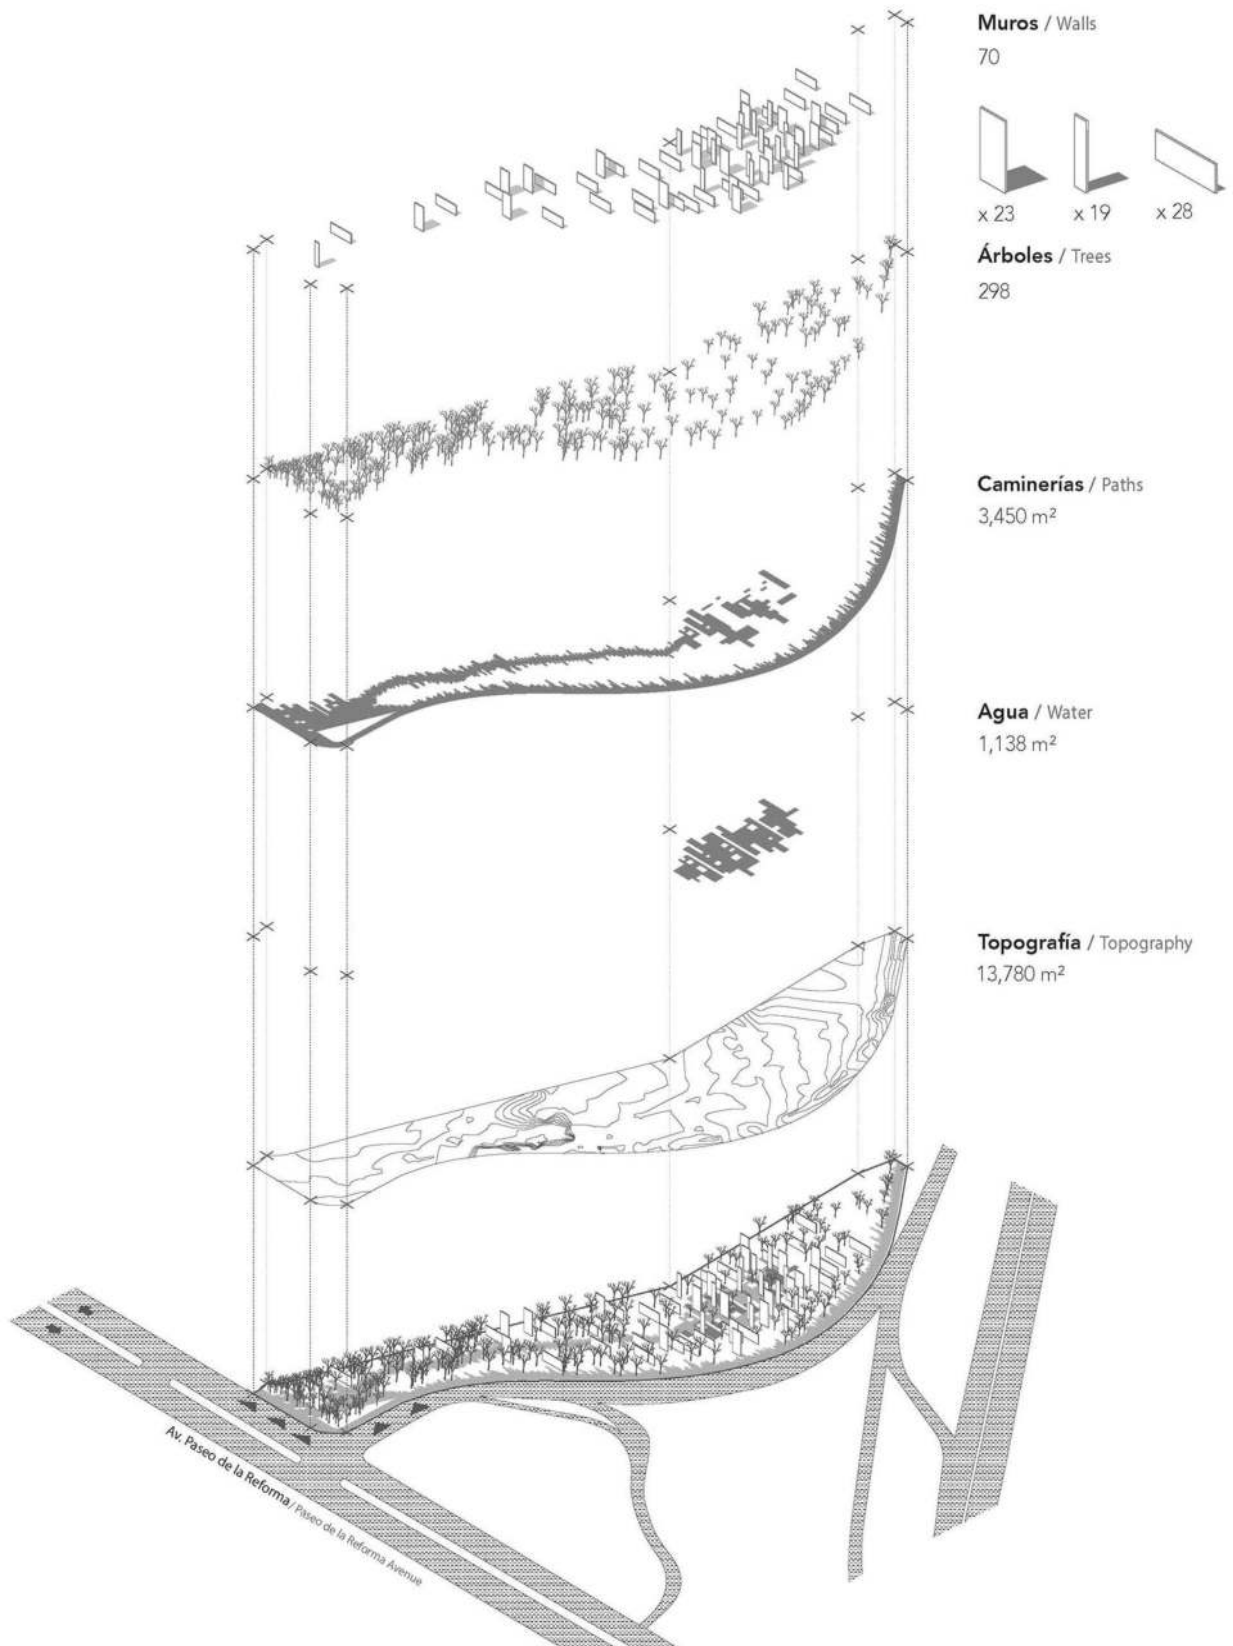 Muros / Walls
70
x 23
x 19
x 28
Árboles / Trees
298
Caminerías / Paths
3,450 m²
Agua / Water
1,138 m²
Topografía / Topography
13,780 m²
Av. Paseo de la Reforma / Paseo de la Reforma Avenue